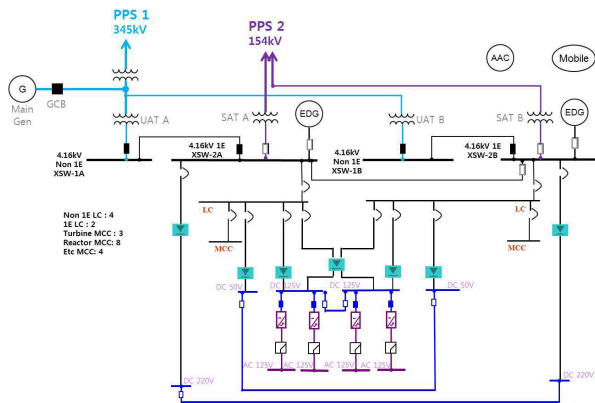 PPS 1
345kV
PPS 2
154kV
AAC
Mobile
G
Main
Gen
GCB
UAT A
SAT A
EDG
UAT B
SAT B
EDG
4.16kV
Non 1E
XSW-1A
4.16kV 1E
XSW-2A
4.16kV
Non 1E
XSW-1B
4.16kV 1E
XSW-2B
Non 1E LC : 4
1E LC : 2
Turbine MCC : 3
Reactor MCC: 8
Etc MCC: 4
LC
MCC
LC
MCC
DC 50V
DC 125V
DC 125V
DC 50V
AC 125V
AC 125V
AC 125V
AC 125V
DC 220V
DC 220V